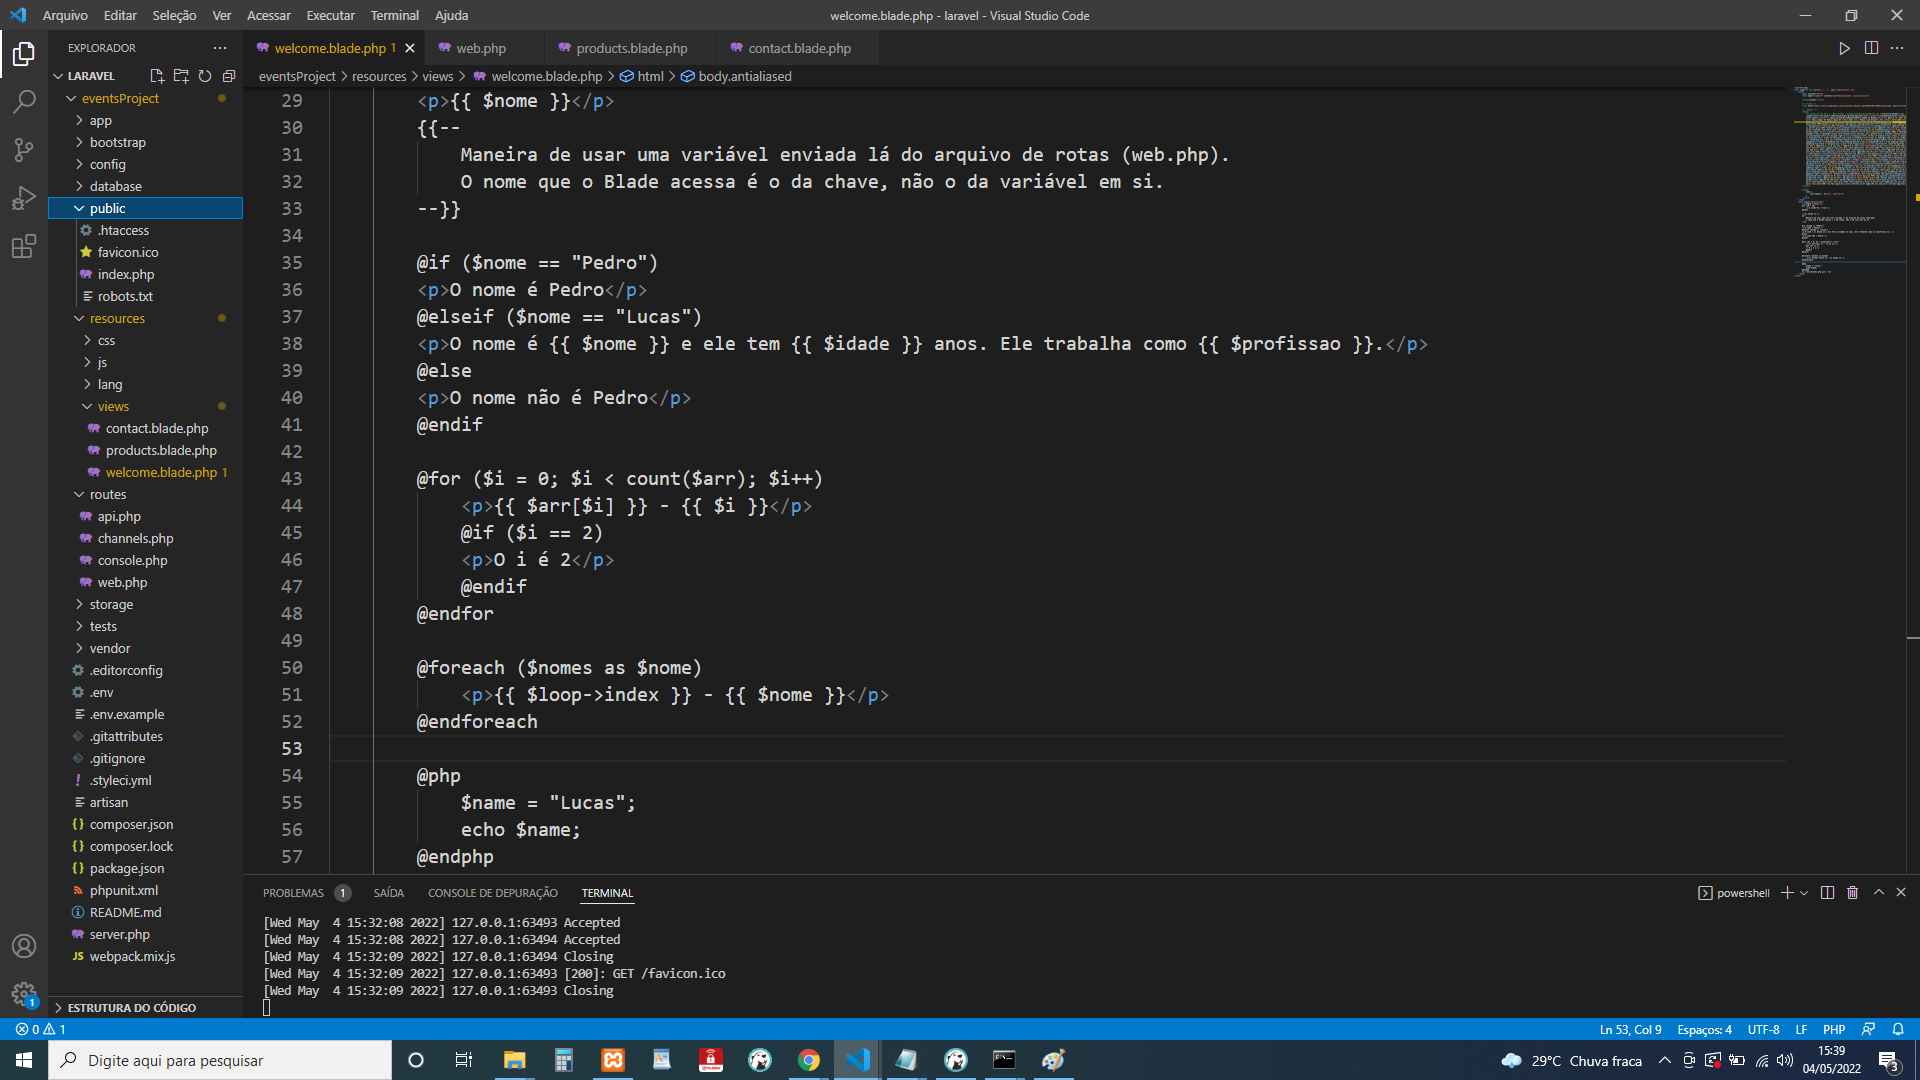 Arquivo Editar Seleção Ver Acessar Executar Terminal Ajuda
welcome.blade.php - laravel - Visual Studio Code
EXPLORADOR
LARAVEL
eventsProject
app
bootstrap
config
database
public
.htaccess
favicon.ico
index.php
robots.txt
resources
css
js
lang
views
contact.blade.php
products.blade.php
welcome.blade.php 1
routes
api.php
channels.php
console.php
web.php
storage
tests
vendor
.editorconfig
.env
.env.example
.gitattributes
.gitignore
.styleci.yml
artisan
composer.json
composer.lock
package.json
phpunit.xml
README.md
server.php
webpack.mix.js
ESTRUTURA DO CÓDIGO
welcome.blade.php 1 web.php products.blade.php contact.blade.php
eventsProject > resources > views > welcome.blade.php > html > body.antialiased
29 <p>{{ $nome }}</p>
30 {{--
31 Maneira de usar uma variável enviada lá do arquivo de rotas (web.php).
32 O nome que o Blade acessa é o da chave, não o da variável em si.
33 --}}
34
35 @if ($nome == "Pedro")
36 <p>O nome é Pedro</p>
37 @elseif ($nome == "Lucas")
38 <p>O nome é {{ $nome }} e ele tem {{ $idade }} anos. Ele trabalha como {{ $profissao }}.</p>
39 @else
40 <p>O nome não é Pedro</p>
41 @endif
42
43 @for ($i = 0; $i < count($arr); $i++)
44 <p>{{ $arr[$i] }} - {{ $i }}</p>
45 @if ($i == 2)
46 <p>O i é 2</p>
47 @endif
48 @endfor
49
50 @foreach ($nomes as $nome)
51 <p>{{ $loop->index }} - {{ $nome }}</p>
52 @endforeach
53
54 @php
55 $name = "Lucas";
56 echo $name;
57 @endphp
PROBLEMAS 1 SAÍDA CONSOLE DE DEPURAÇÃO TERMINAL
powershell
[Wed May  4 15:32:08 2022] 127.0.0.1:63493 Accepted
[Wed May  4 15:32:08 2022] 127.0.0.1:63494 Accepted
[Wed May  4 15:32:09 2022] 127.0.0.1:63494 Closing
[Wed May  4 15:32:09 2022] 127.0.0.1:63493 [200]: GET /favicon.ico
[Wed May  4 15:32:09 2022] 127.0.0.1:63493 Closing
1
0 1
Ln 53, Col 9 Espaços: 4 UTF-8 LF PHP
Digite aqui para pesquisar
29°C Chuva fraca
15:39
04/05/2022
3